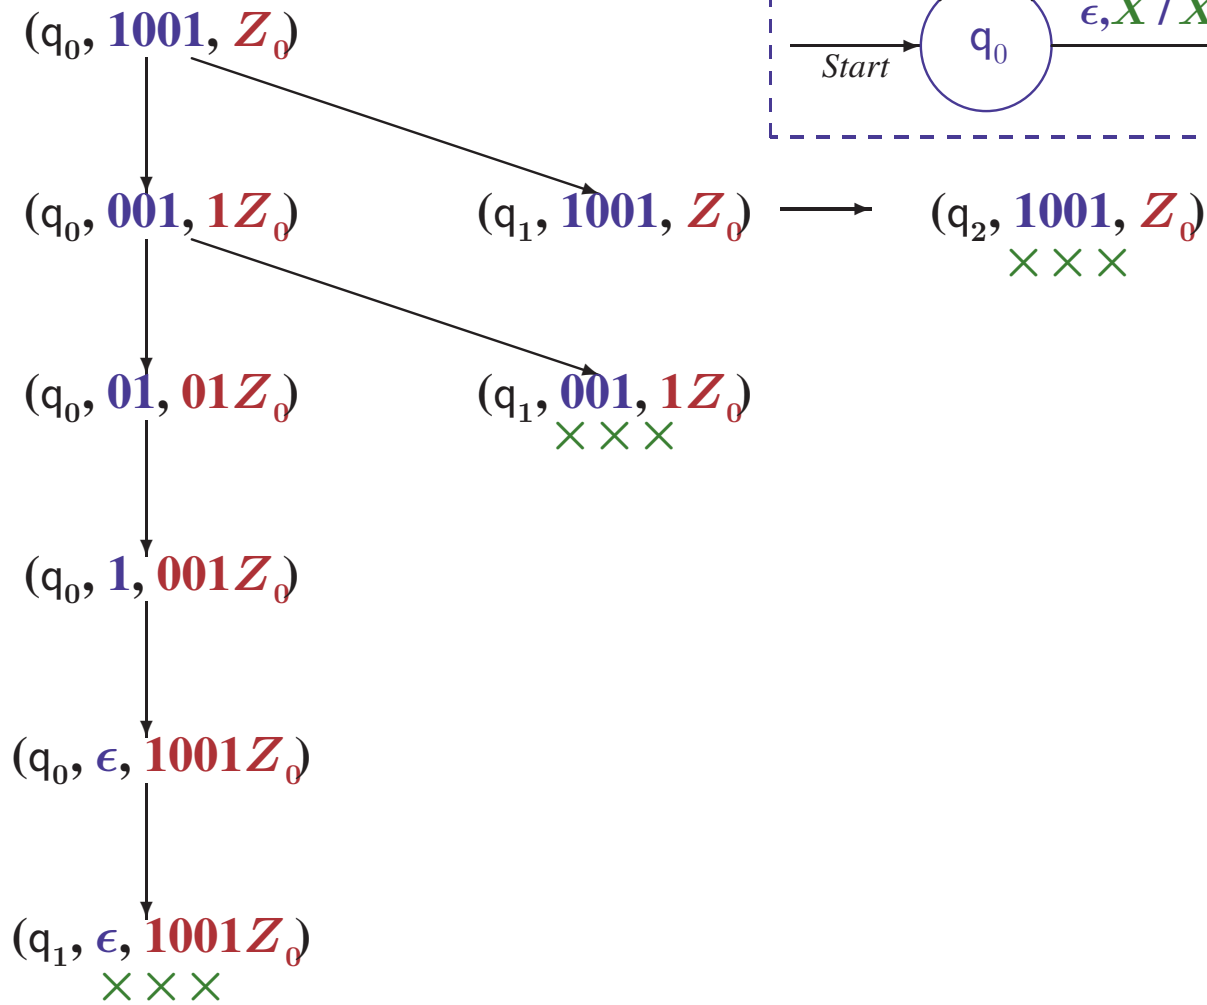 (q₀, 1001, Z₀)
ϵ,X / X
Start
q₀
(q₀, 001, 1Z₀)
(q₁, 1001, Z₀)
(q₂, 1001, Z₀)
× × ×
(q₀, 01, 01Z₀)
(q₁, 001, 1Z₀)
× × ×
(q₀, 1, 001Z₀)
(q₀, ϵ, 1001Z₀)
(q₁, ϵ, 1001Z₀)
× × ×